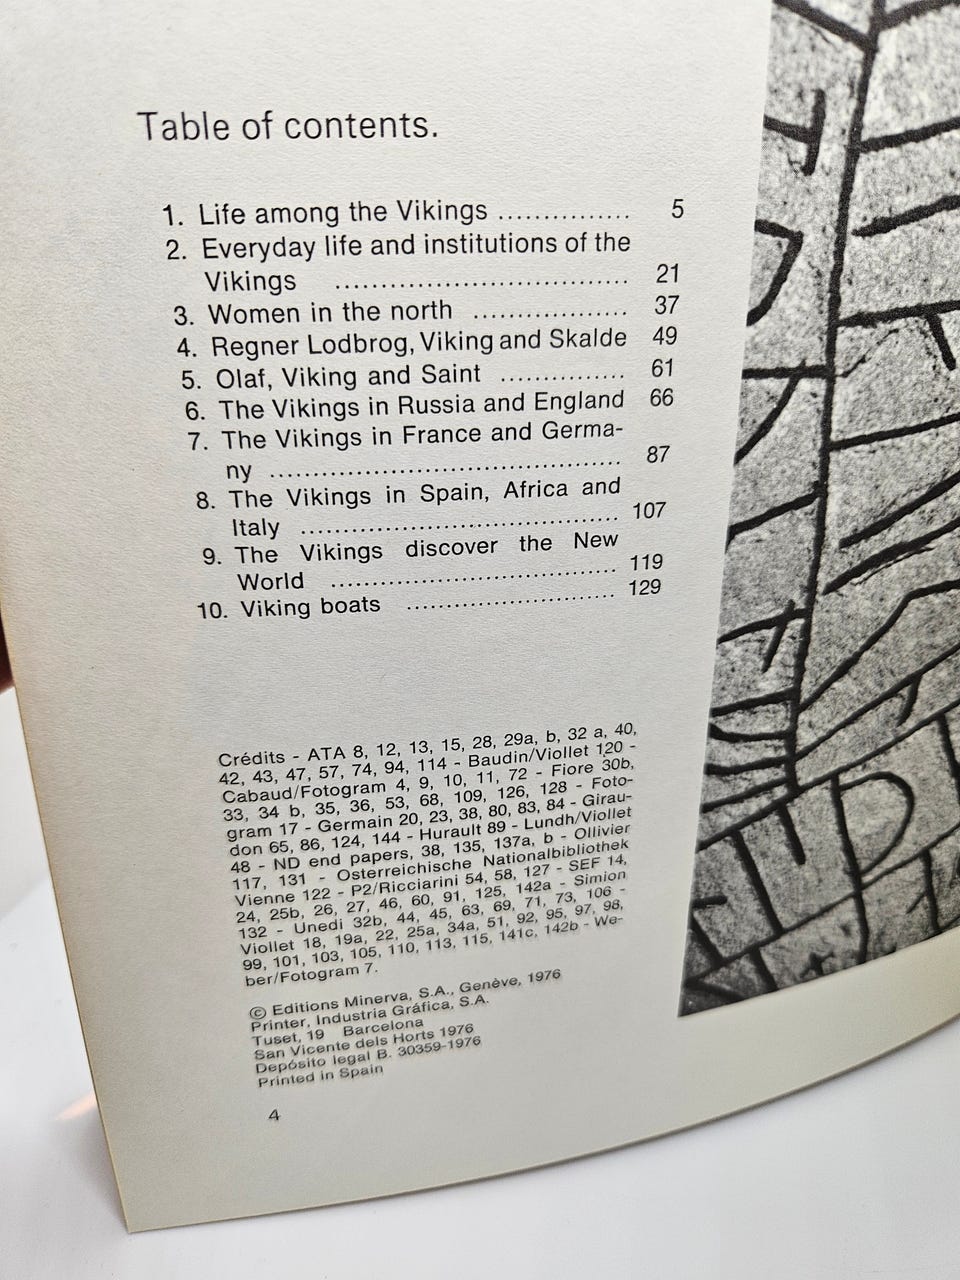 Table of contents.
1. Life among the Vikings ............... 5
2. Everyday life and institutions of the
Vikings ............................... 21
3. Women in the north .................. 37
4. Regner Lodbrog, Viking and Skalde 49
5. Olaf, Viking and Saint ............... 61
6. The Vikings in Russia and England 66
7. The Vikings in France and Germa-
ny ........................................... 87
8. The Vikings in Spain, Africa and
Italy ....................................... 107
9. The Vikings discover the New
World .................................. 119
10. Viking boats ........................ 129
Crédits - ATA 8, 12, 13, 15, 28, 29a, b, 32 a, 40,
42, 43, 47, 57, 74, 94, 114 - Baudin/Viollet 120 -
Cabaud/Fotogram 4, 9, 10, 11, 72 - Fiore 30b,
33, 34 b, 35, 36, 53, 68, 109, 126, 128 - Foto-
gram 17 - Germain 20, 23, 38, 80, 83, 84 - Girau-
don 65, 86, 124, 144 - Hurault 89 - Lundh/Viollet
48 - ND end papers, 38, 135, 137a, b - Ollivier
117, 131 - Osterreichische Nationalbibliothek
Vienne 122 - P2/Ricciarini 54, 58, 127 - SEF 14,
24, 25b, 26, 27, 46, 60, 91, 125, 142a - Simion
132 - Unedi 32b, 44, 45, 63, 69, 71, 73, 106 -
Viollet 18, 19a, 22, 25a, 34a, 51, 92, 95, 97, 98,
99, 101, 103, 105, 110, 113, 115, 141c, 142b - We-
ber/Fotogram 7.
© Editions Minerva, S.A., Genève, 1976
Printer, Industria Gráfica, S.A.
Tuset, 19 Barcelona
San Vicente dels Horts 1976
Depósito legal B. 30359-1976
Printed in Spain
4